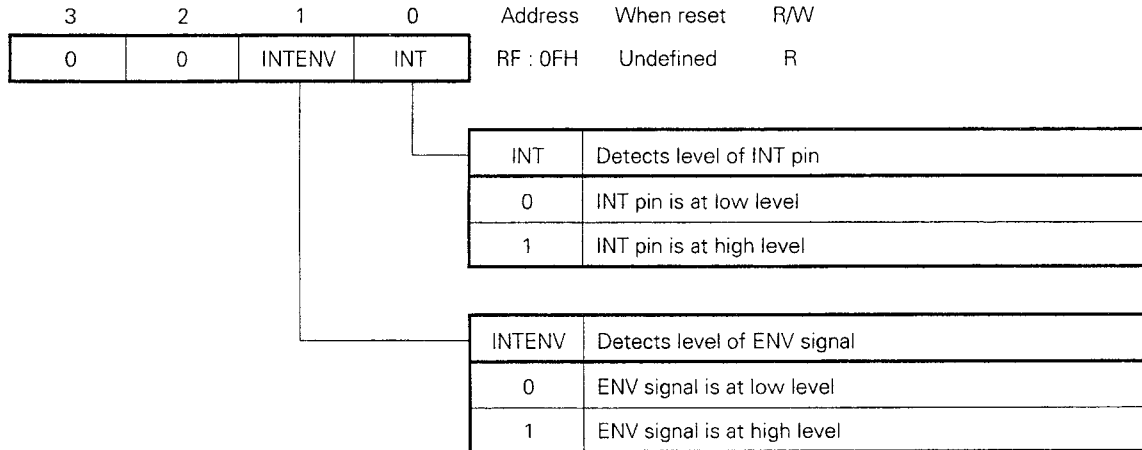 3 2 1 0 Address When reset R/W
0 0 INTENV INT RF : 0FH Undefined R
INT Detects level of INT pin
0 INT pin is at low level
1 INT pin is at high level
INTENV Detects level of ENV signal
0 ENV signal is at low level
1 ENV signal is at high level